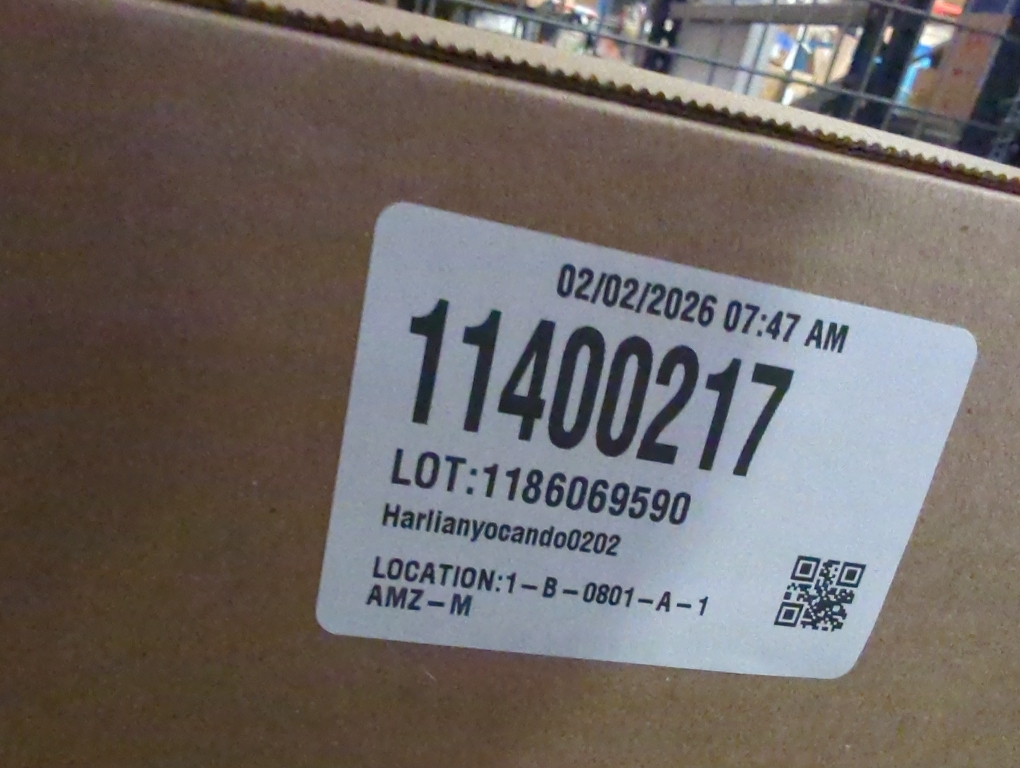 02/02/2026 07:47 AM
11400217
LOT:1186069590
Harlianyocando0202
LOCATION:1-B-0801-A-1
AMZ-M